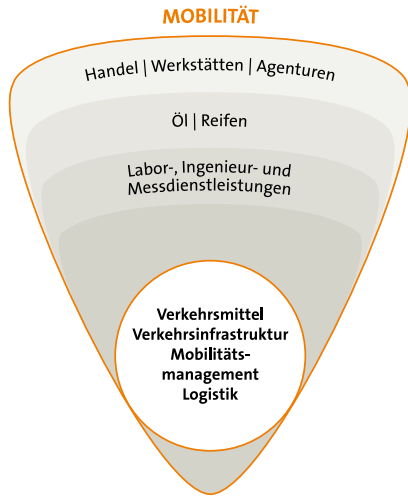 MOBILITÄT
Handel | Werkstätten | Agenturen
Öl | Reifen
Labor-, Ingenieur- und
Messdienstleistungen
Verkehrsmittel
Verkehrsinfrastruktur
Mobilitäts-
management
Logistik